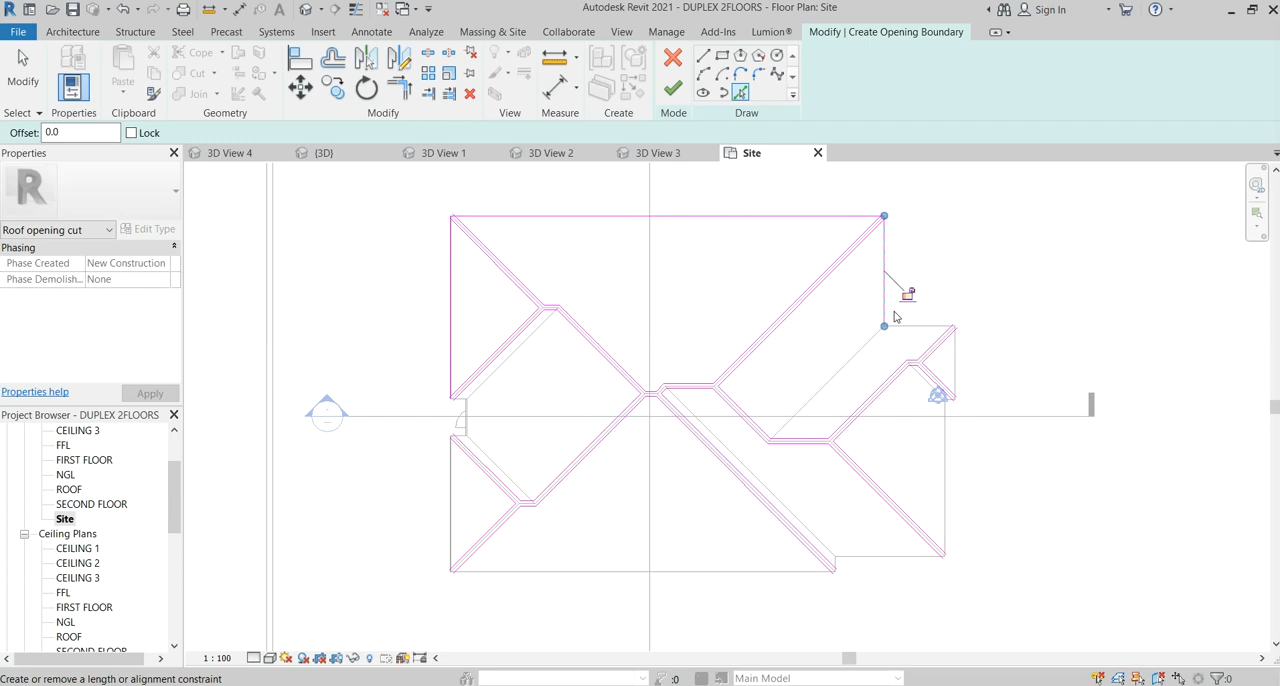 Autodesk Revit 2021 - DUPLEX 2FLOORS - Floor Plan: Site
Sign In
File Architecture Structure Steel Precast Systems Insert Annotate Analyze Massing & Site Collaborate View Manage Add-Ins Lumion® Modify | Create Opening Boundary
Modify
Paste
Cope
Cut
Join
Select Properties Clipboard Geometry Modify View Measure Create Mode Draw
Offset: 0.0 Lock
Properties
3D View 4 {3D} 3D View 1 3D View 2 3D View 3 Site
R
Roof opening cut Edit Type
Phasing
Phase Created New Construction
Phase Demolish... None
Properties help Apply
Project Browser - DUPLEX 2FLOORS
CEILING 3
FFL
FIRST FLOOR
NGL
ROOF
SECOND FLOOR
Site
Ceiling Plans
CEILING 1
CEILING 2
CEILING 3
FFL
FIRST FLOOR
NGL
ROOF
SECOND FLOOR
1 : 100
Create or remove a length or alignment constraint
:0
Main Model
:0